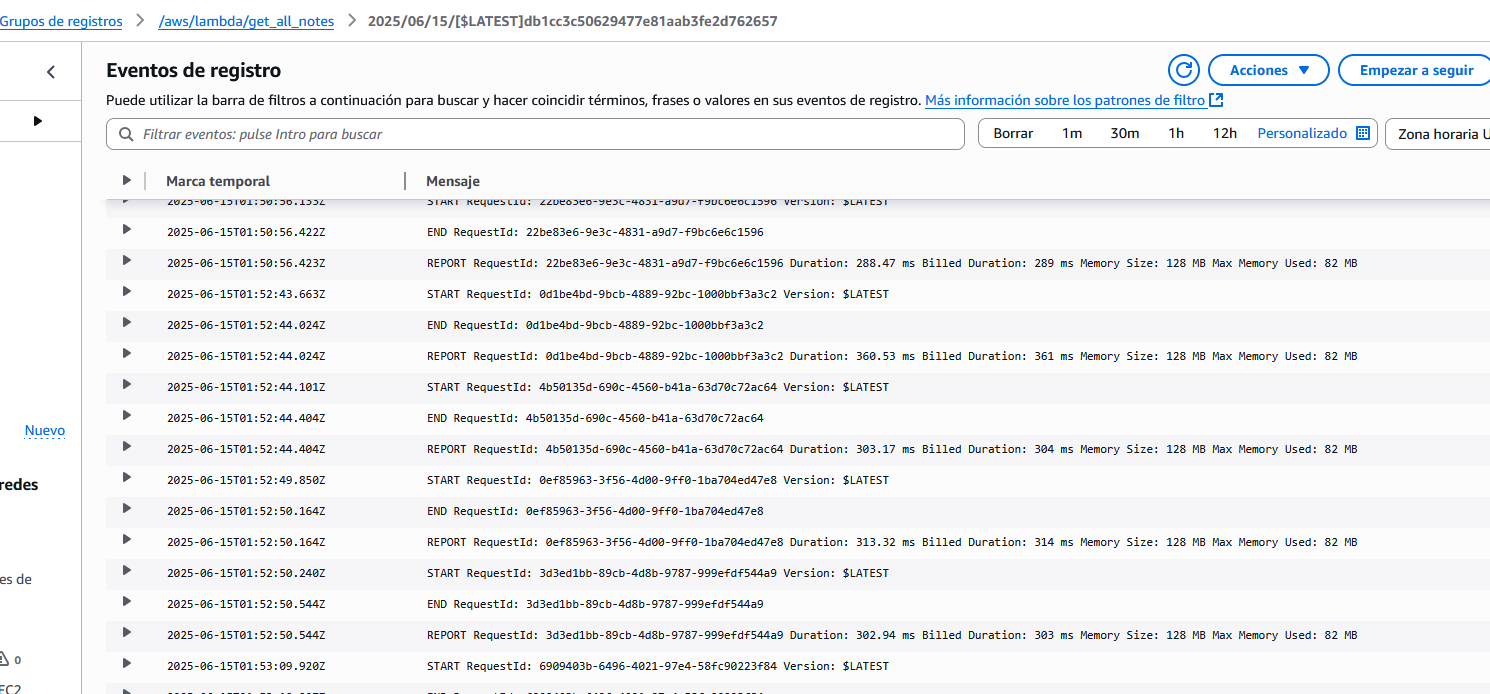 Grupos de registros > /aws/lambda/get_all_notes > 2025/06/15/[$LATEST]db1cc3c50629477e81aab3fe2d762657
Eventos de registro
Acciones
Empezar a seguir
Puede utilizar la barra de filtros a continuación para buscar y hacer coincidir términos, frases o valores en sus eventos de registro. Más información sobre los patrones de filtro
Filtrar eventos: pulse Intro para buscar
Borrar 1m 30m 1h 12h Personalizado
Zona horaria U
Marca temporal Mensaje
2025-06-15T01:50:56.133Z START RequestId: 22be83e6-9e3c-4831-a9d7-f9bc6e6c1596 Version: $LATEST
2025-06-15T01:50:56.422Z END RequestId: 22be83e6-9e3c-4831-a9d7-f9bc6e6c1596
2025-06-15T01:50:56.423Z REPORT RequestId: 22be83e6-9e3c-4831-a9d7-f9bc6e6c1596 Duration: 288.47 ms Billed Duration: 289 ms Memory Size: 128 MB Max Memory Used: 82 MB
2025-06-15T01:52:43.663Z START RequestId: 0d1be4bd-9bcb-4889-92bc-1000bbf3a3c2 Version: $LATEST
2025-06-15T01:52:44.024Z END RequestId: 0d1be4bd-9bcb-4889-92bc-1000bbf3a3c2
2025-06-15T01:52:44.024Z REPORT RequestId: 0d1be4bd-9bcb-4889-92bc-1000bbf3a3c2 Duration: 360.53 ms Billed Duration: 361 ms Memory Size: 128 MB Max Memory Used: 82 MB
2025-06-15T01:52:44.101Z START RequestId: 4b50135d-690c-4560-b41a-63d70c72ac64 Version: $LATEST
2025-06-15T01:52:44.404Z END RequestId: 4b50135d-690c-4560-b41a-63d70c72ac64
2025-06-15T01:52:44.404Z REPORT RequestId: 4b50135d-690c-4560-b41a-63d70c72ac64 Duration: 303.17 ms Billed Duration: 304 ms Memory Size: 128 MB Max Memory Used: 82 MB
2025-06-15T01:52:49.850Z START RequestId: 0ef85963-3f56-4d00-9ff0-1ba704ed47e8 Version: $LATEST
2025-06-15T01:52:50.164Z END RequestId: 0ef85963-3f56-4d00-9ff0-1ba704ed47e8
2025-06-15T01:52:50.164Z REPORT RequestId: 0ef85963-3f56-4d00-9ff0-1ba704ed47e8 Duration: 313.32 ms Billed Duration: 314 ms Memory Size: 128 MB Max Memory Used: 82 MB
2025-06-15T01:52:50.240Z START RequestId: 3d3ed1bb-89cb-4d8b-9787-999efdf544a9 Version: $LATEST
2025-06-15T01:52:50.544Z END RequestId: 3d3ed1bb-89cb-4d8b-9787-999efdf544a9
2025-06-15T01:52:50.544Z REPORT RequestId: 3d3ed1bb-89cb-4d8b-9787-999efdf544a9 Duration: 302.94 ms Billed Duration: 303 ms Memory Size: 128 MB Max Memory Used: 82 MB
2025-06-15T01:53:09.920Z START RequestId: 6909403b-6496-4021-97e4-58fc90223f84 Version: $LATEST
Nuevo
redes
es de
0
EC2